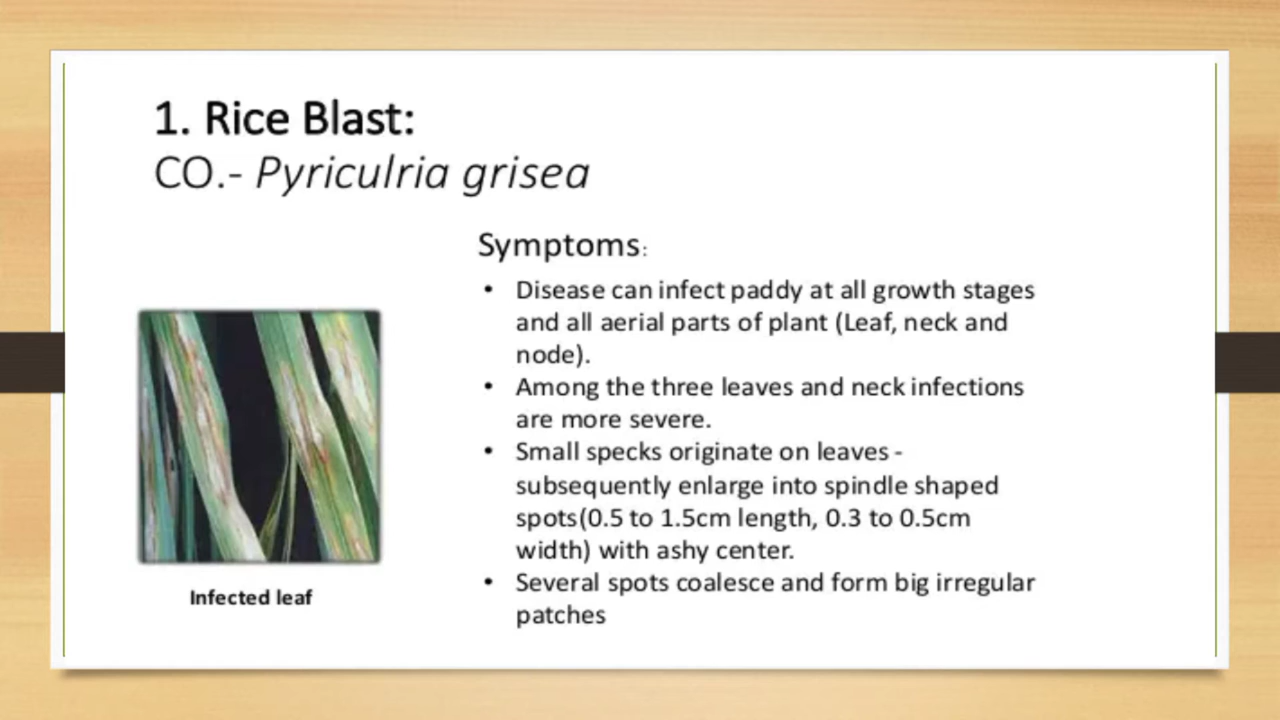 1. Rice Blast:
CO.- Pyriculria grisea
Symptoms:
• Disease can infect paddy at all growth stages
and all aerial parts of plant (Leaf, neck and
node).
• Among the three leaves and neck infections
are more severe.
• Small specks originate on leaves -
subsequently enlarge into spindle shaped
spots(0.5 to 1.5cm length, 0.3 to 0.5cm
width) with ashy center.
• Several spots coalesce and form big irregular
patches
Infected leaf